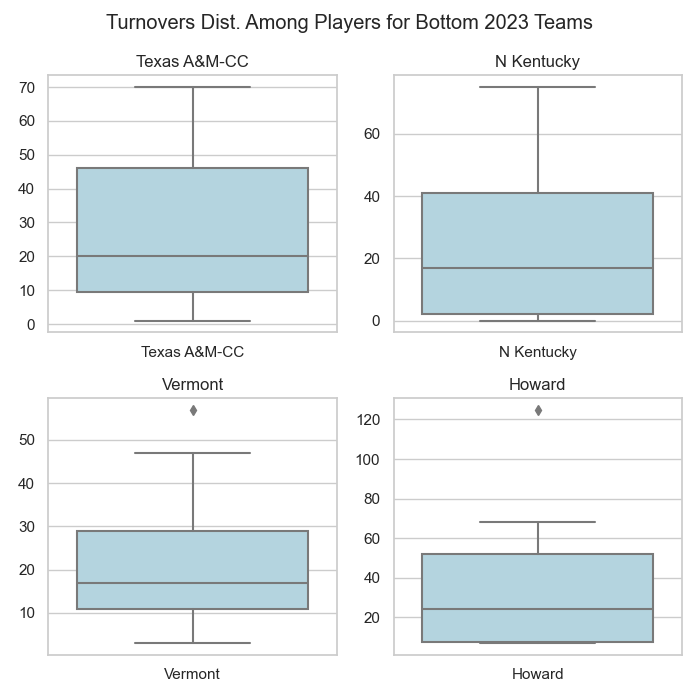 Turnovers Dist. Among Players for Bottom 2023 Teams
Texas A&M-CC
70
60
50
40
30
20
10
0
Texas A&M-CC
N Kentucky
60
40
20
0
N Kentucky
Vermont
50
40
30
20
10
Vermont
Howard
120
100
80
60
40
20
Howard